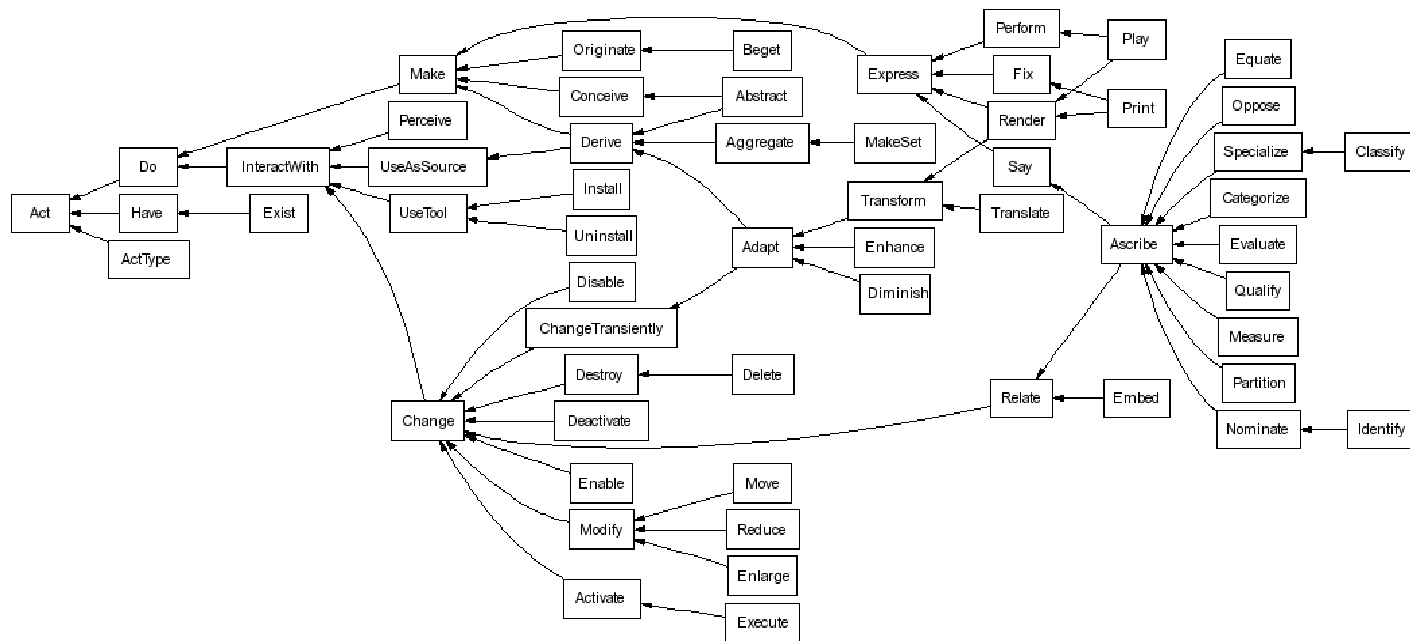 Act
Do
Have
ActType
Exist
Make
Perceive
InteractWith
UseAsSource
UseTool
Change
Originate
Conceive
Derive
Install
Uninstall
Disable
ChangeTransiently
Destroy
Deactivate
Enable
Modify
Activate
Beget
Abstract
Aggregate
Adapt
Delete
Move
Reduce
Enlarge
Execute
Express
MakeSet
Transform
Enhance
Diminish
Perform
Fix
Render
Say
Translate
Relate
Play
Print
Ascribe
Embed
Equate
Oppose
Specialize
Categorize
Evaluate
Qualify
Measure
Partition
Nominate
Classify
Identify